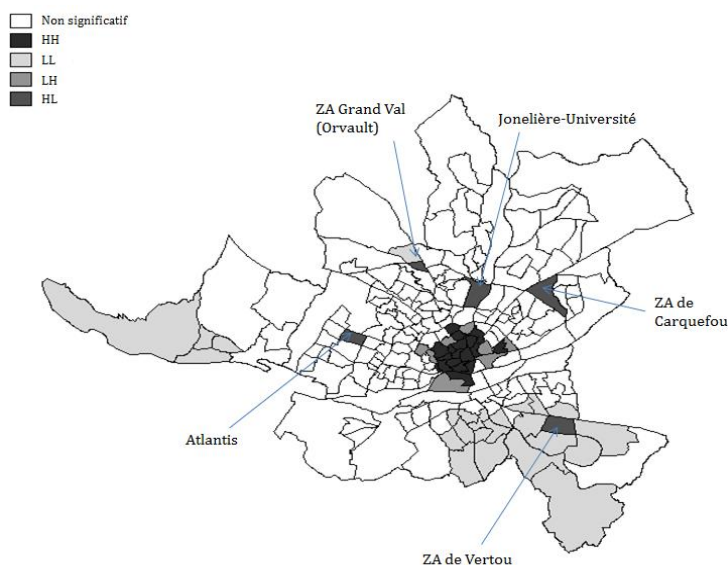 Non significatif
HH
LL
LH
HL
ZA Grand Val
(Orvault)
Jonelière-Université
ZA de
Carquefou
Atlantis
ZA de Vertou